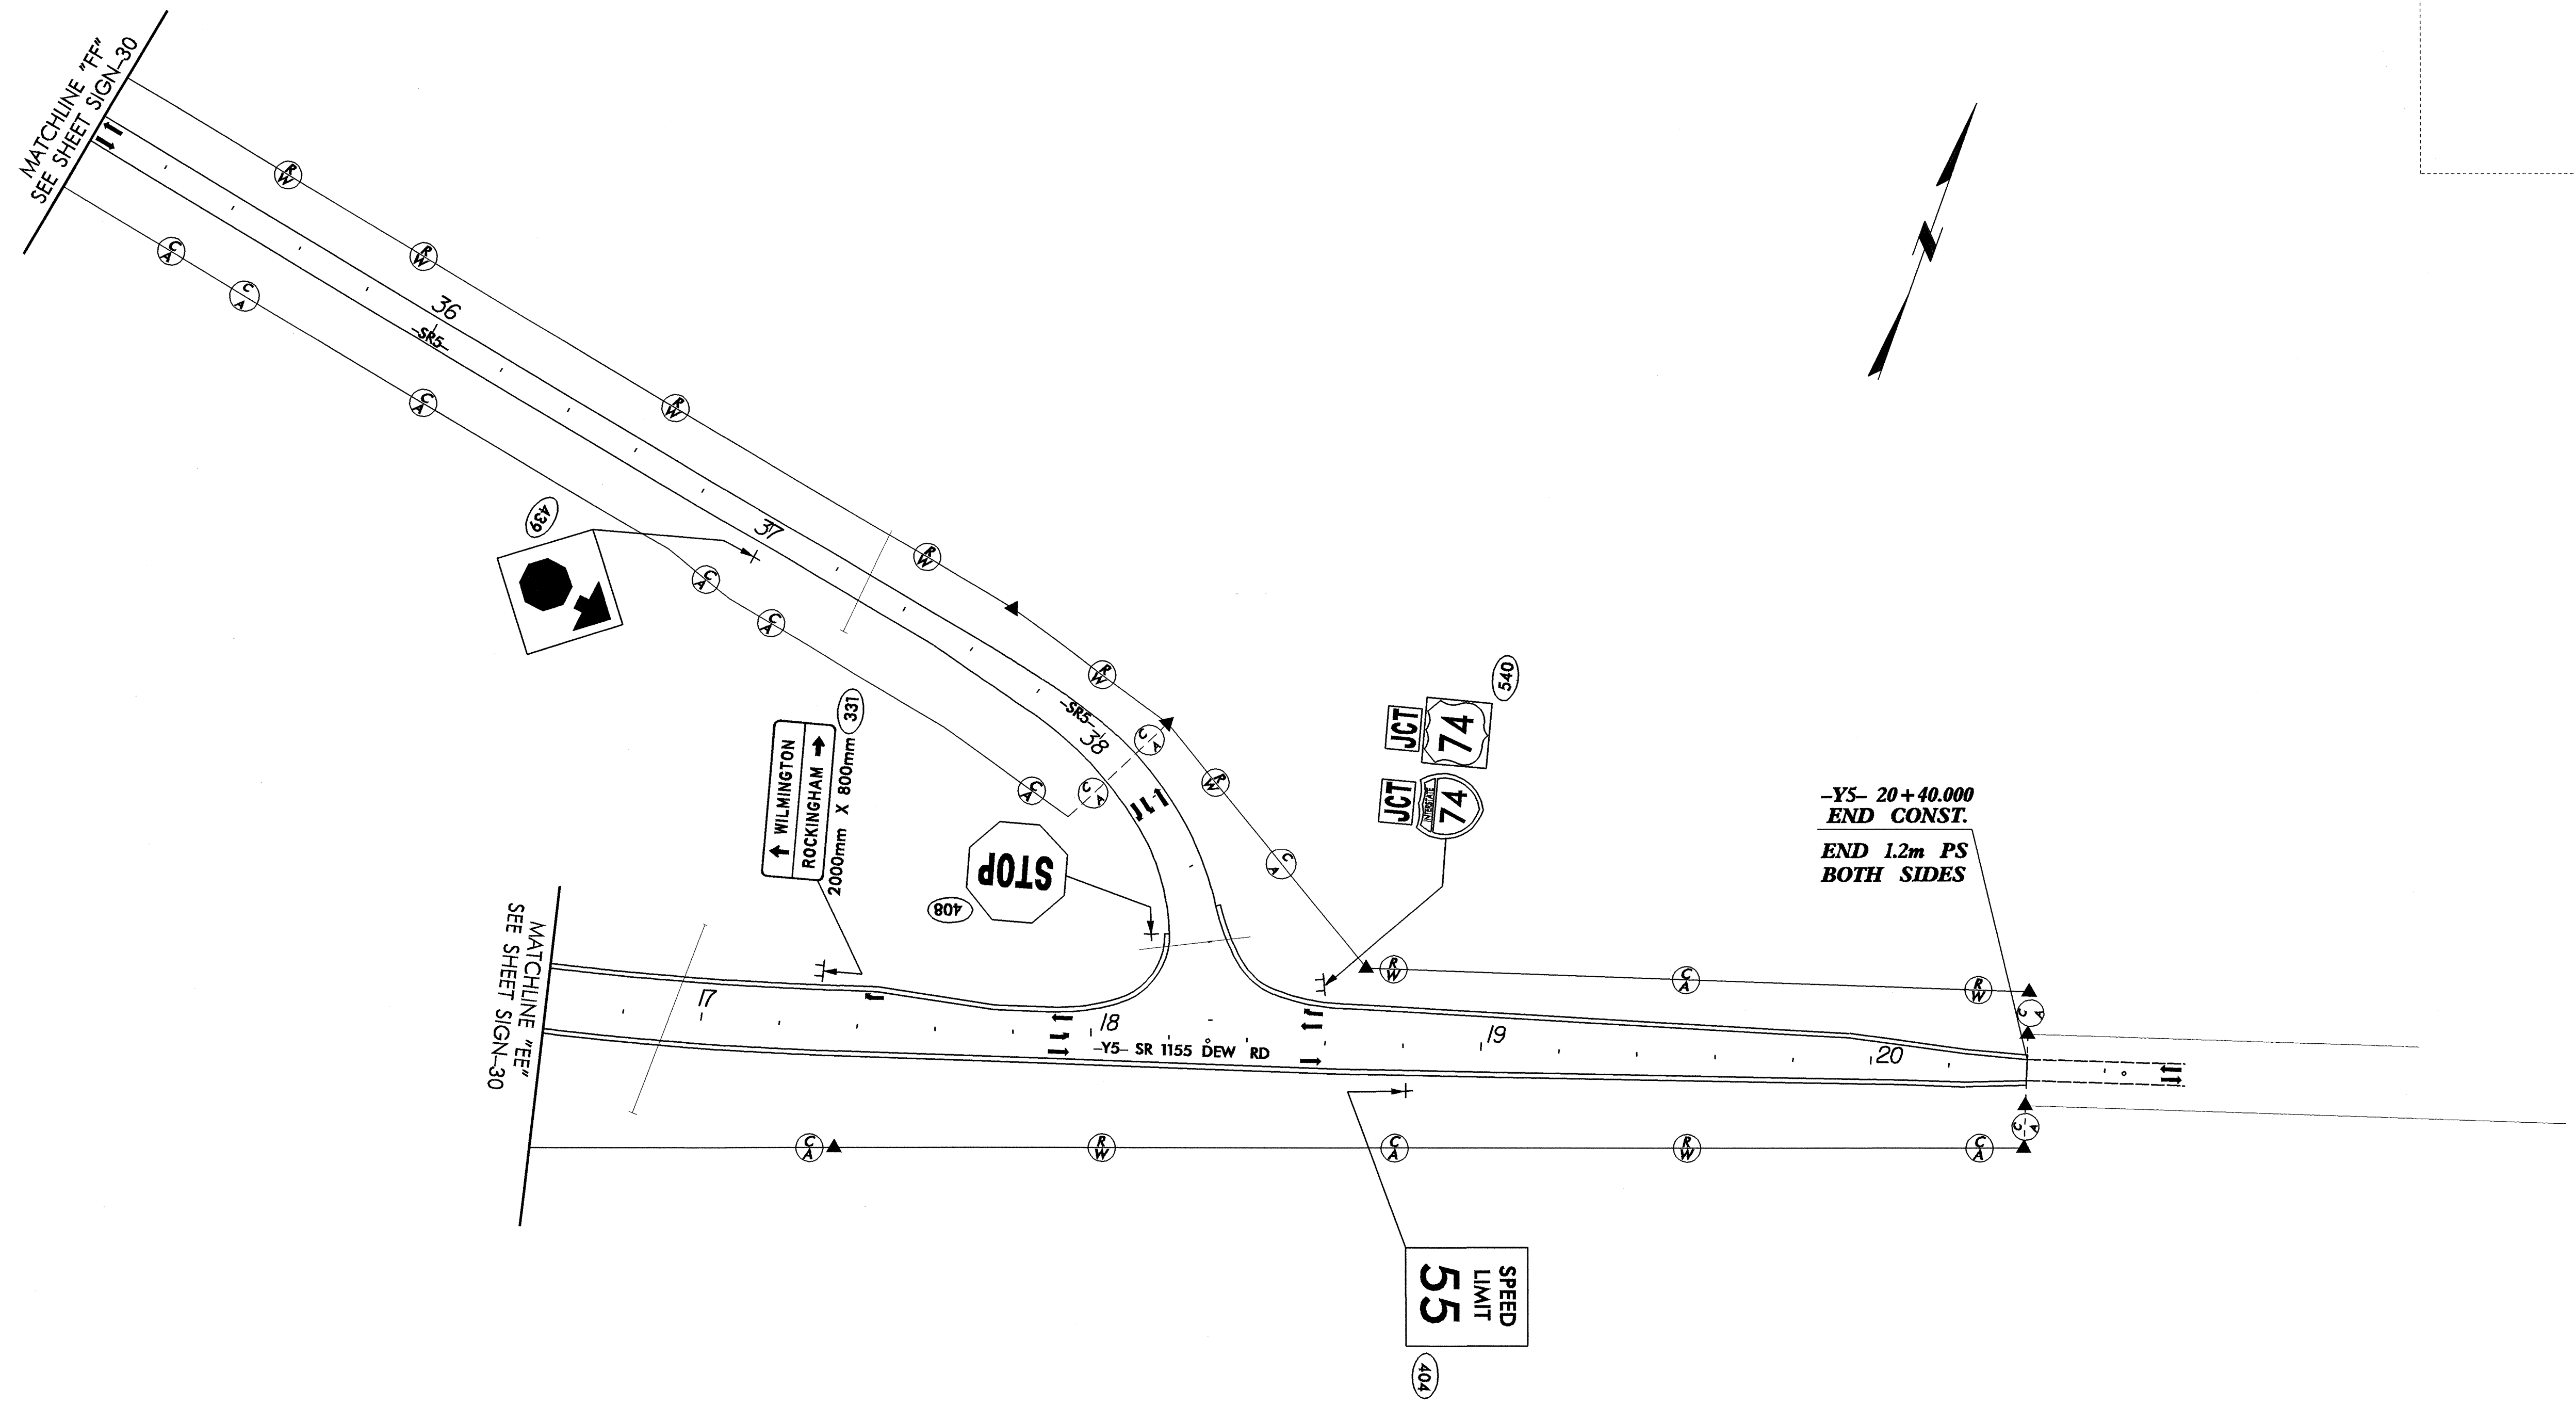 MATCHLINE "FF"
SEE SHEET SIGN-30
R
W
R
W
C
A
C
A
36
-SR5-
C
A
R
W
439
37
R
W
C
A
C
A
R
W
-SR5-
38
C
A
C
A
C
A
R
W
C
A
331
↑ WILMINGTON
ROCKINGHAM →
2000mm X 800mm
STOP
408
540
JCT
74
JCT
INTERSTATE
74
-Y5- 20+40.000
END CONST.
END 1.2m PS
BOTH SIDES
MATCHLINE "EE"
SEE SHEET SIGN-30
17
18
-Y5- SR 1155 DEW RD
19
20
R
W
C
A
R
W
C
A
C
A
C
A
R
W
C
A
R
W
C
A
SPEED
LIMIT
55
404
N